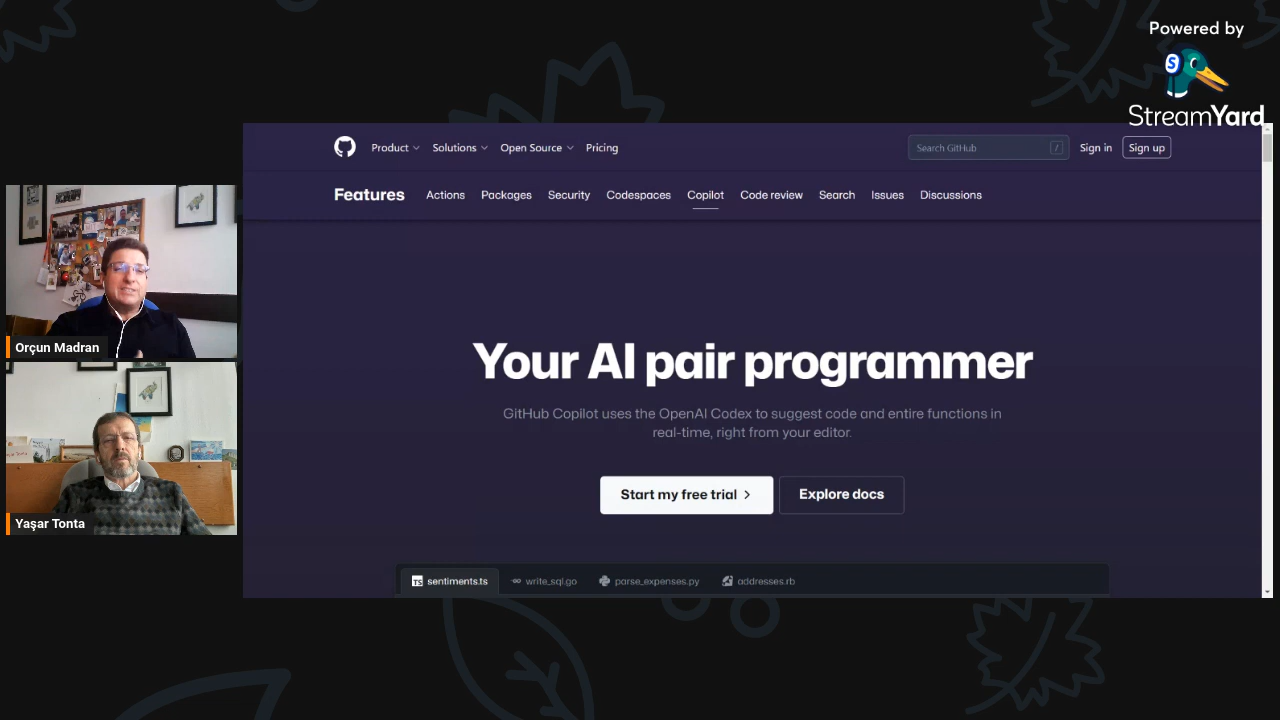 Powered by
StreamYard
Product
Solutions
Open Source
Pricing
Search GitHub
/
Sign in
Sign up
Features
Actions
Packages
Security
Codespaces
Copilot
Code review
Search
Issues
Discussions
Orçun Madran
Yaşar Tonta
Your AI pair programmer
GitHub Copilot uses the OpenAI Codex to suggest code and entire functions in
real-time, right from your editor.
Start my free trial
Explore docs
TS sentiments.ts
write_sql.go
parse_expenses.py
addresses.rb